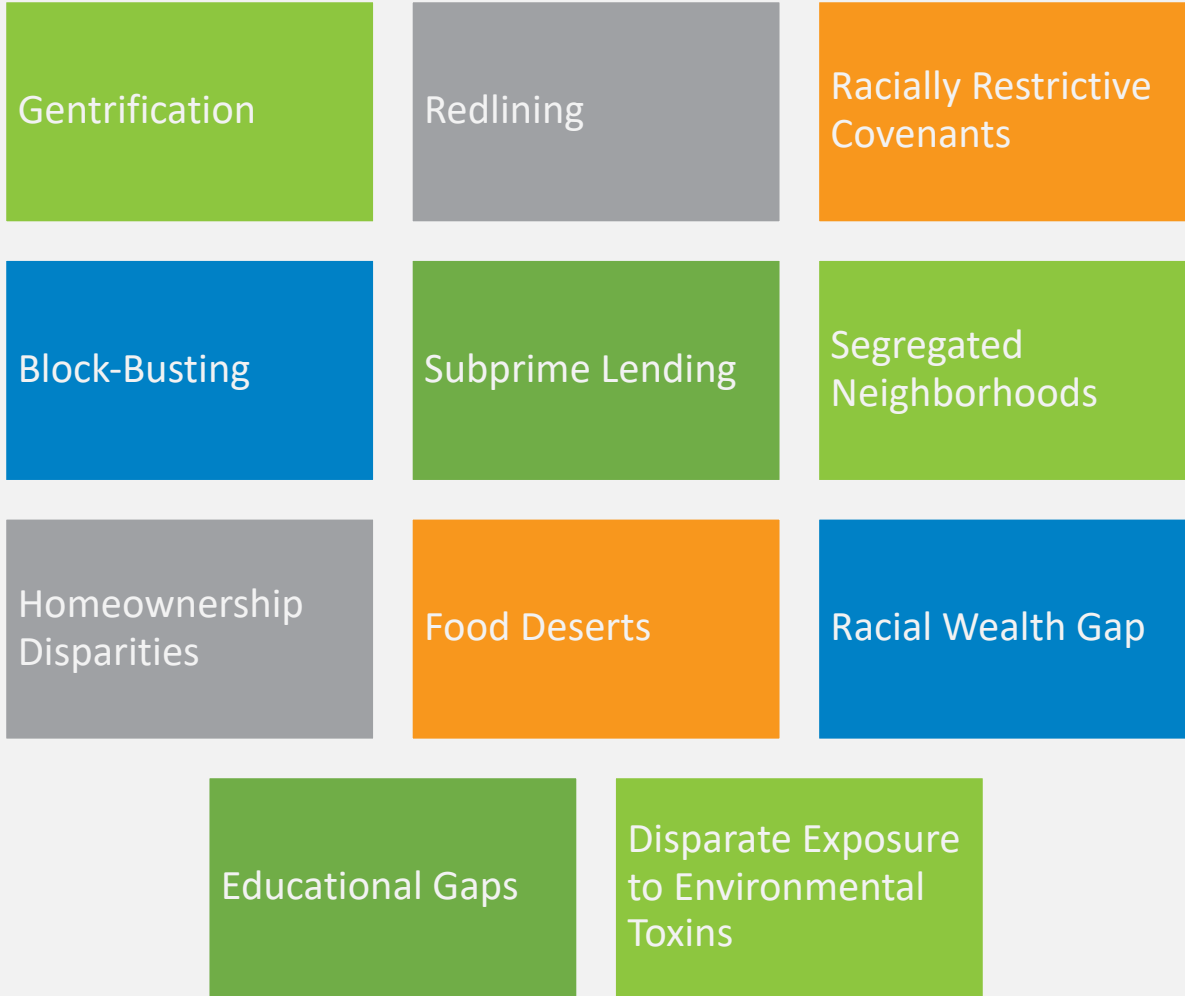 Gentrification
Redlining
Racially Restrictive
Covenants
Block-Busting
Subprime Lending
Segregated
Neighborhoods
Homeownership
Disparities
Food Deserts
Racial Wealth Gap
Educational Gaps
Disparate Exposure
to Environmental
Toxins